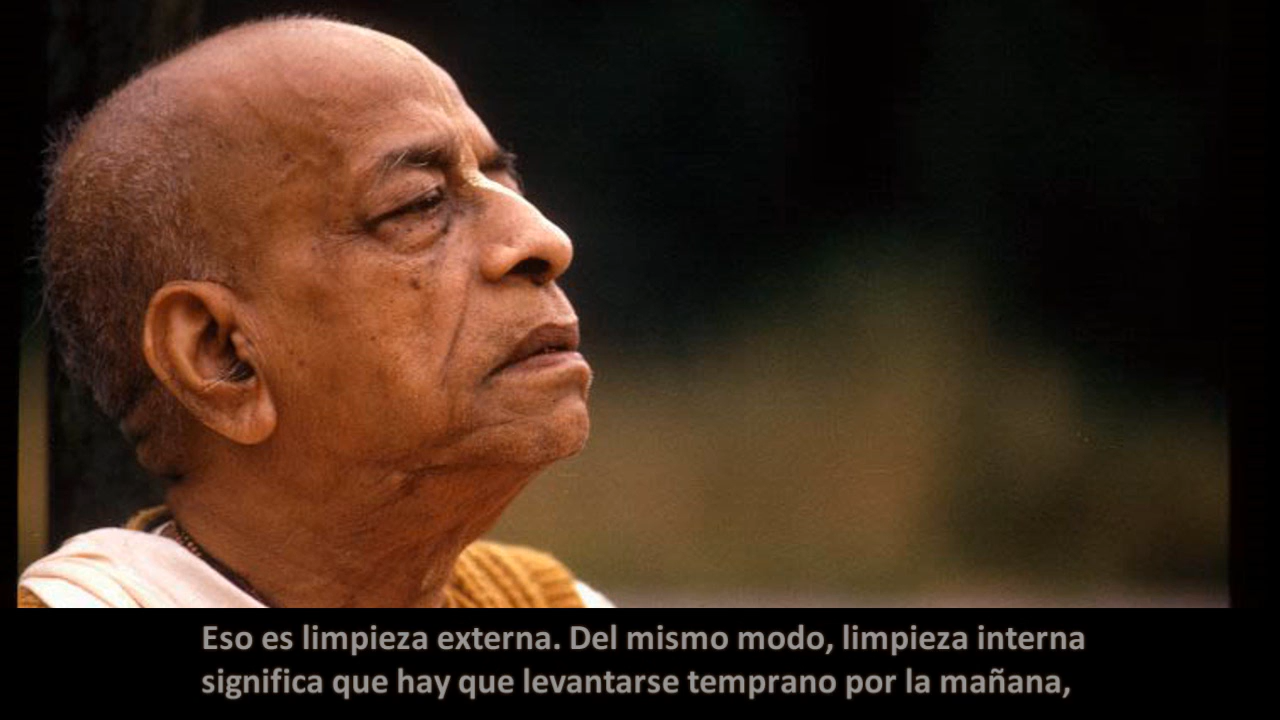 Eso es limpieza externa. Del mismo modo, limpieza interna
significa que hay que levantarse temprano por la mañana,